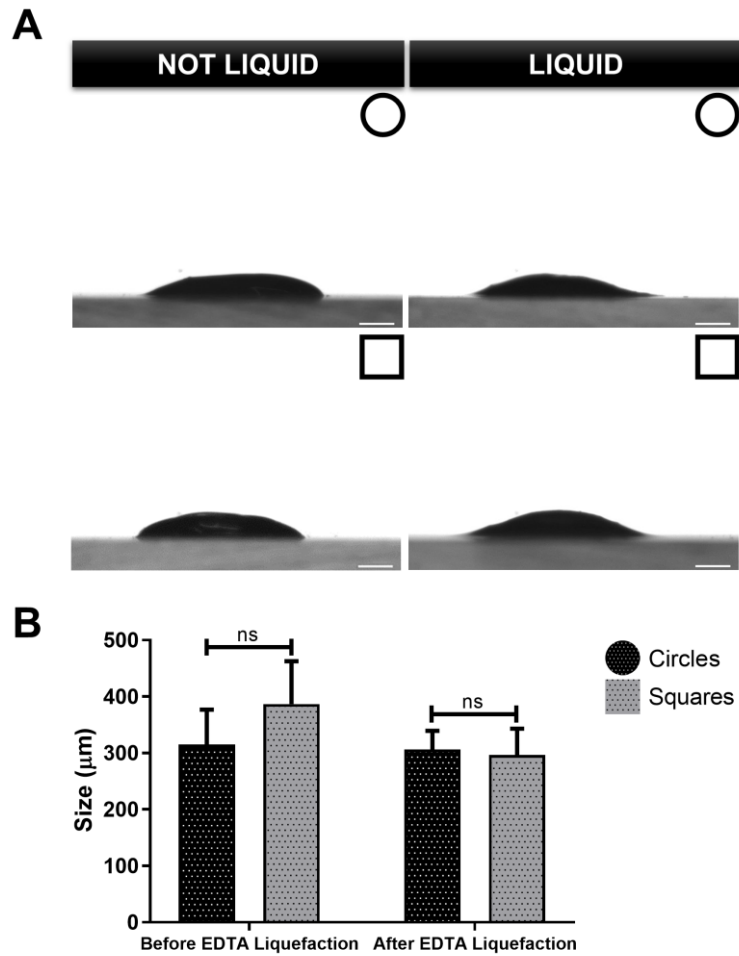 A
NOT LIQUID
LIQUID
B
500
400
300
200
100
0
Size (μm)
ns
ns
Circles
Squares
Before EDTA Liquefaction
After EDTA Liquefaction